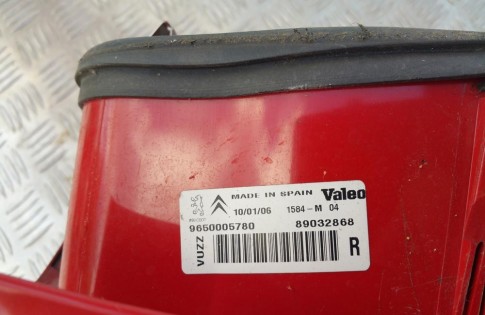 MADE IN SPAIN Valeo
10/01/06 1584-M 04
9650005780 89032868
VUZZ
R